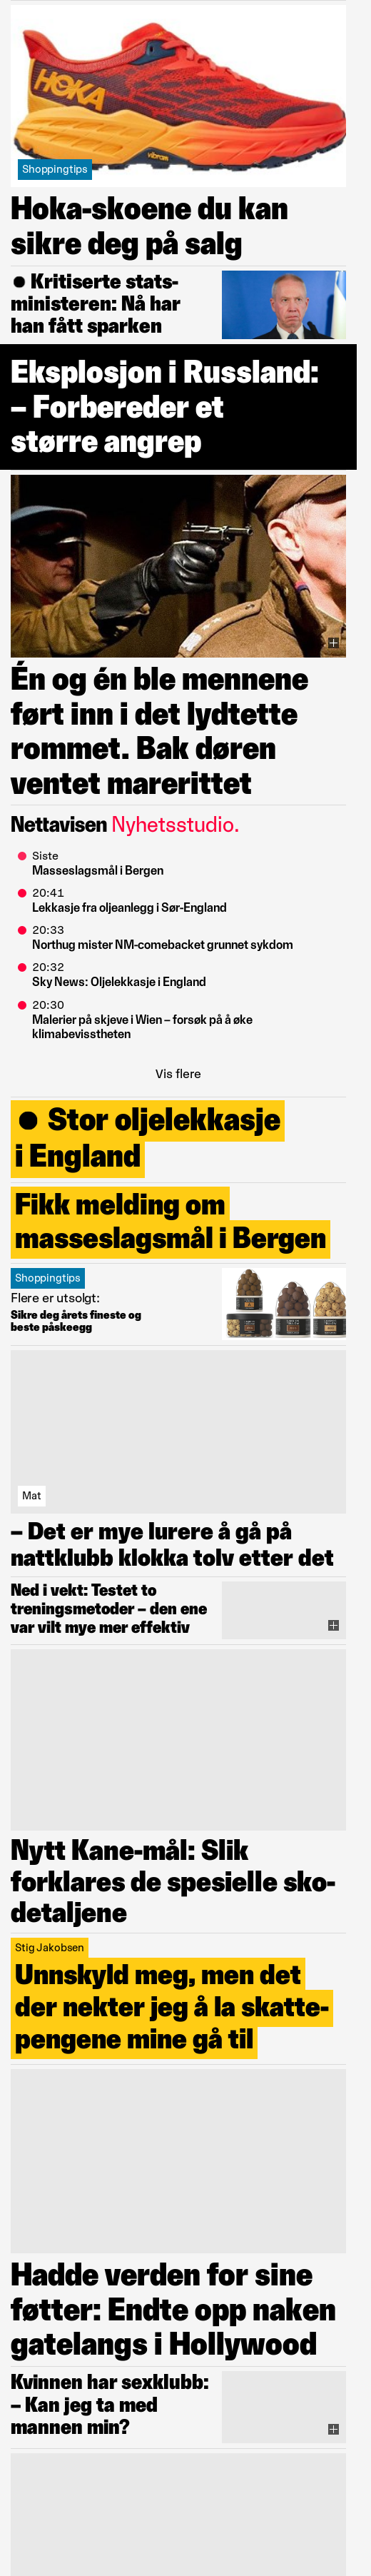 HOKA
vibram
Shoppingtips
Hoka-skoene du kan
sikre deg på salg
Kritiserte stats-
ministeren: Nå har
han fått sparken
Eksplosjon i Russland:
– Forbereder et
større angrep
Én og én ble mennene
ført inn i det lydtette
rommet. Bak døren
ventet marerittet
Nettavisen Nyhetsstudio.
Siste
Masseslagsmål i Bergen
20:41
Lekkasje fra oljeanlegg i Sør-England
20:33
Northug mister NM-comebacket grunnet sykdom
20:32
Sky News: Oljelekkasje i England
20:30
Malerier på skjeve i Wien – forsøk på å øke
klimabevisstheten
Vis flere
Stor oljelekkasje
i England
Fikk melding om
masseslagsmål i Bergen
Shoppingtips
Flere er utsolgt:
Sikre deg årets fineste og
beste påskeegg
Mat
– Det er mye lurere å gå på
nattklubb klokka tolv etter det
Ned i vekt: Testet to
treningsmetoder – den ene
var vilt mye mer effektiv
Nytt Kane-mål: Slik
forklares de spesielle sko-
detaljene
Stig Jakobsen
Unnskyld meg, men det
der nekter jeg å la skatte-
pengene mine gå til
Hadde verden for sine
føtter: Endte opp naken
gatelangs i Hollywood
Kvinnen har sexklubb:
– Kan jeg ta med
mannen min?